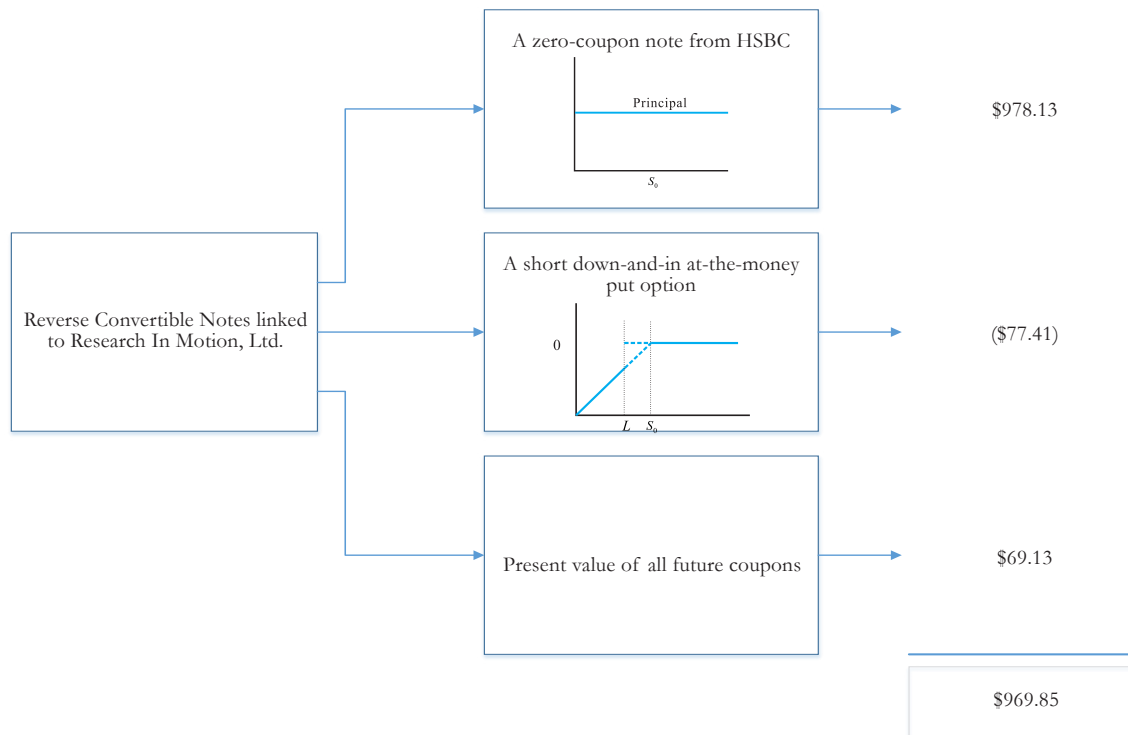 A zero-coupon note from HSBC
Principal
S₀
$978.13
Reverse Convertible Notes linked
to Research In Motion, Ltd.
A short down-and-in at-the-money
put option
0
L S₀
($77.41)
Present value of all future coupons
$69.13
$969.85